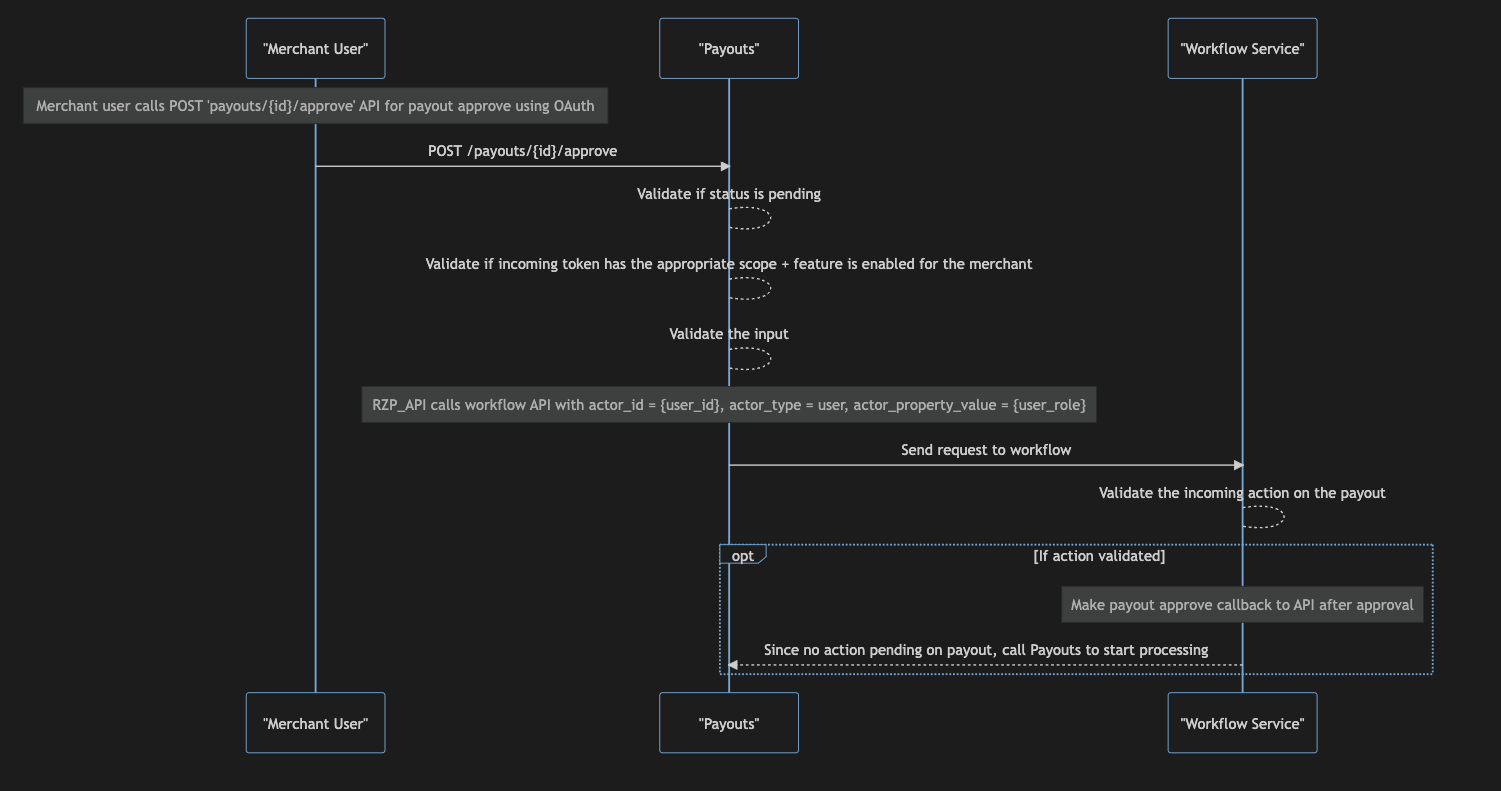 "Merchant User"
"Payouts"
"Workflow Service"
Merchant user calls POST 'payouts/{id}/approve' API for payout approve using OAuth
POST /payouts/{id}/approve
Validate if status is pending
Validate if incoming token has the appropriate scope + feature is enabled for the merchant
Validate the input
RZP_API calls workflow API with actor_id = {user_id}, actor_type = user, actor_property_value = {user_role}
Send request to workflow
Validate the incoming action on the payout
opt
[If action validated]
Make payout approve callback to API after approval
Since no action pending on payout, call Payouts to start processing
"Merchant User"
"Payouts"
"Workflow Service"